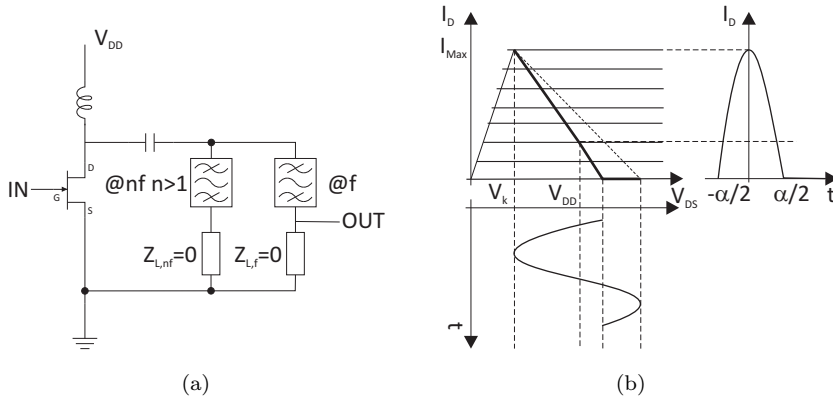 V_DD
D
G
S
IN
@nf n>1
@f
OUT
Z_L,nf=0
Z_L,f=0
(a)
I_D
I_Max
V_k
V_DD
V_DS
t
I_D
-α/2
α/2
t
(b)